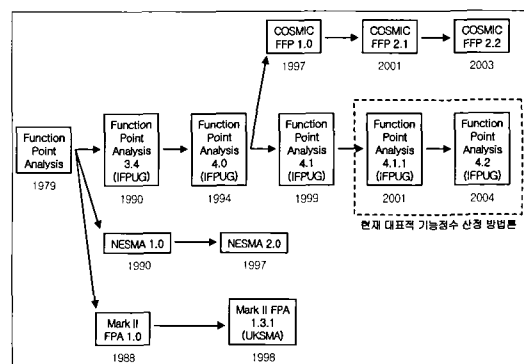 COSMIC
FFP 1.0
1997
COSMIC
FFP 2.1
2001
COSMIC
FFP 2.2
2003
Function
Point
Analysis
1979
Function
Point
Analysis
3.4
(IFPUG)
1990
Function
Point
Analysis
4.0
(IFPUG)
1994
Function
Point
Analysis
4.1
(IFPUG)
1999
Function
Point
Analysis
4.1.1
(IFPUG)
2001
Function
Point
Analysis
4.2
(IFPUG)
2004
현재 대표적 기능점수 산정 방법론
NESMA 1.0
1990
NESMA 2.0
1997
Mark II
FPA 1.0
1988
Mark II FPA
1.3.1
(UKSMA)
1998